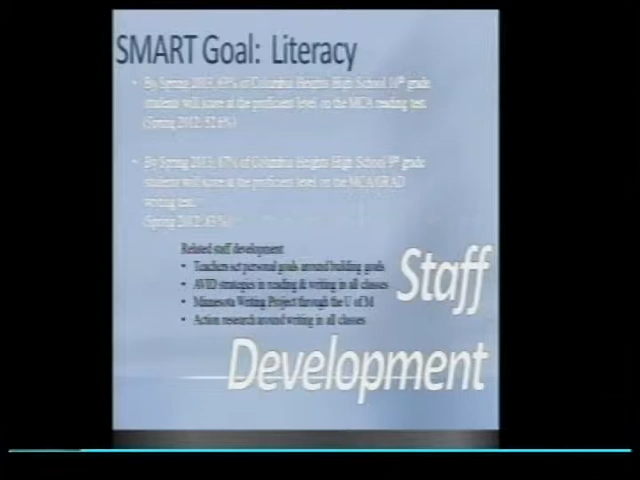 SMART Goal: Literacy
• By Spring 2013, of Columbia Heights High School 10th grade
students will score at the proficient level on the MCA reading test.
(Spring 2012: 52.6%)
• By Spring 2013, 87% of Columbia Heights High School 9th grade
students will score at the proficient level on the MCA/GRAD
writing test.
(Spring 2012:
Related staff development
• Teachers set personal goals around building goals
• AVID strategies in reading & writing in all classes
• Minnesota Writing Project through the U of M
• Action research around writing in all classes
Staff
Development